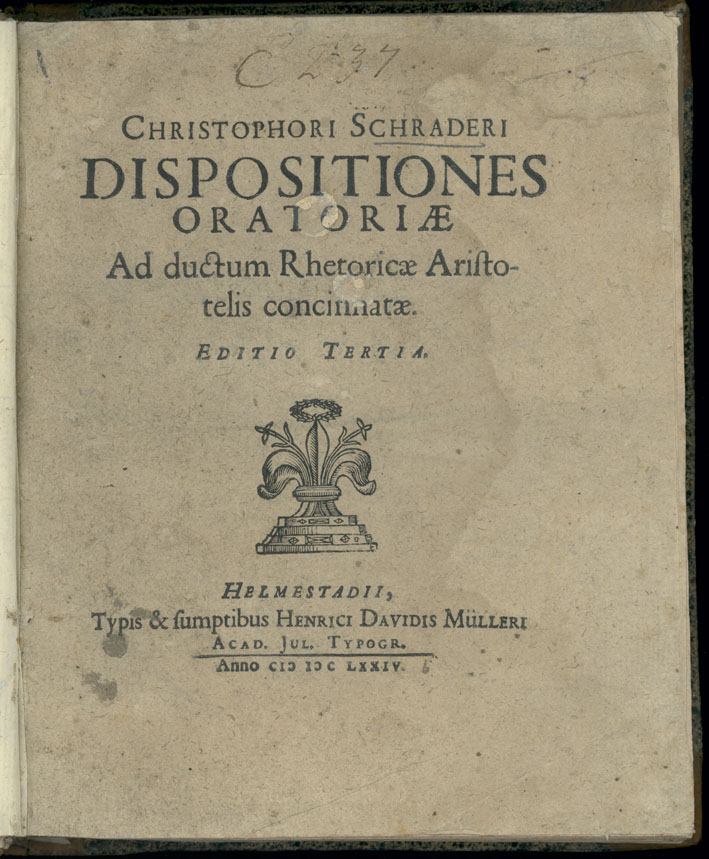 C 237
CHRISTOPHORI SCHRADERI
DISPOSITIONES
ORATORIÆ
Ad ductum Rhetoricæ Ariſto-
telis concinnatæ.
EDITIO TERTIA.
HELMESTADII,
Typis & ſumptibus HENRICI DAVIDIS MÜLLERI
ACAD. JUL. TYPOGR.
Anno CIↃ IↃC LXXIV.